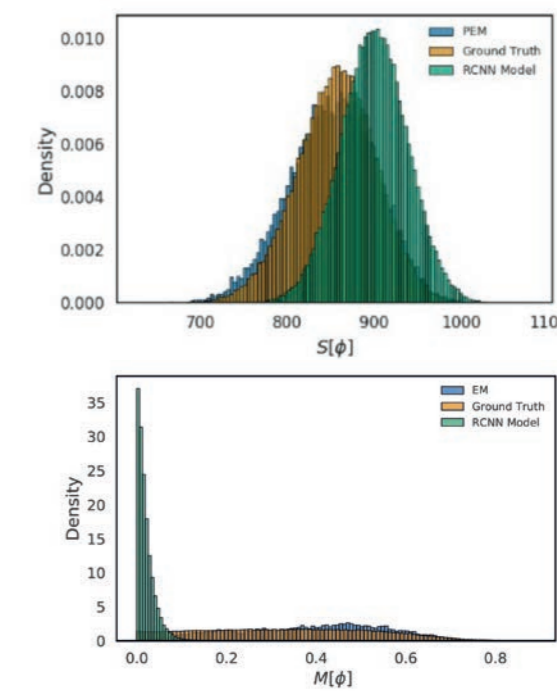 PEM
Ground Truth
RCNN Model
Density
0.010
0.008
0.006
0.004
0.002
0.000
700 800 900 1000 110
S[ϕ]
EM
Ground Truth
RCNN Model
Density
35
30
25
20
15
10
5
0
0.0 0.2 0.4 0.6 0.8
M[ϕ]